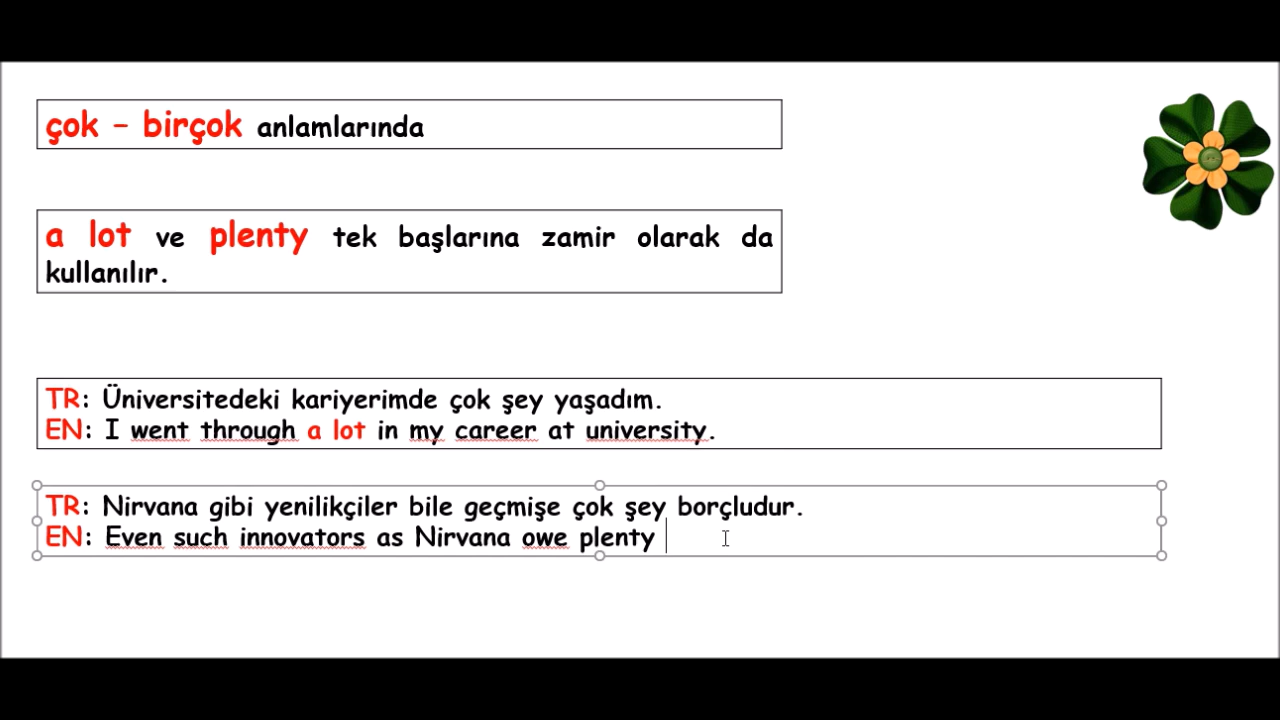 çok – birçok anlamlarında
a lot ve plenty tek başlarına zamir olarak da
kullanılır.
TR: Üniversitedeki kariyerimde çok şey yaşadım.
EN: I went through a lot in my career at university.
TR: Nirvana gibi yenilikçiler bile geçmişe çok şey borçludur.
EN: Even such innovators as Nirvana owe plenty